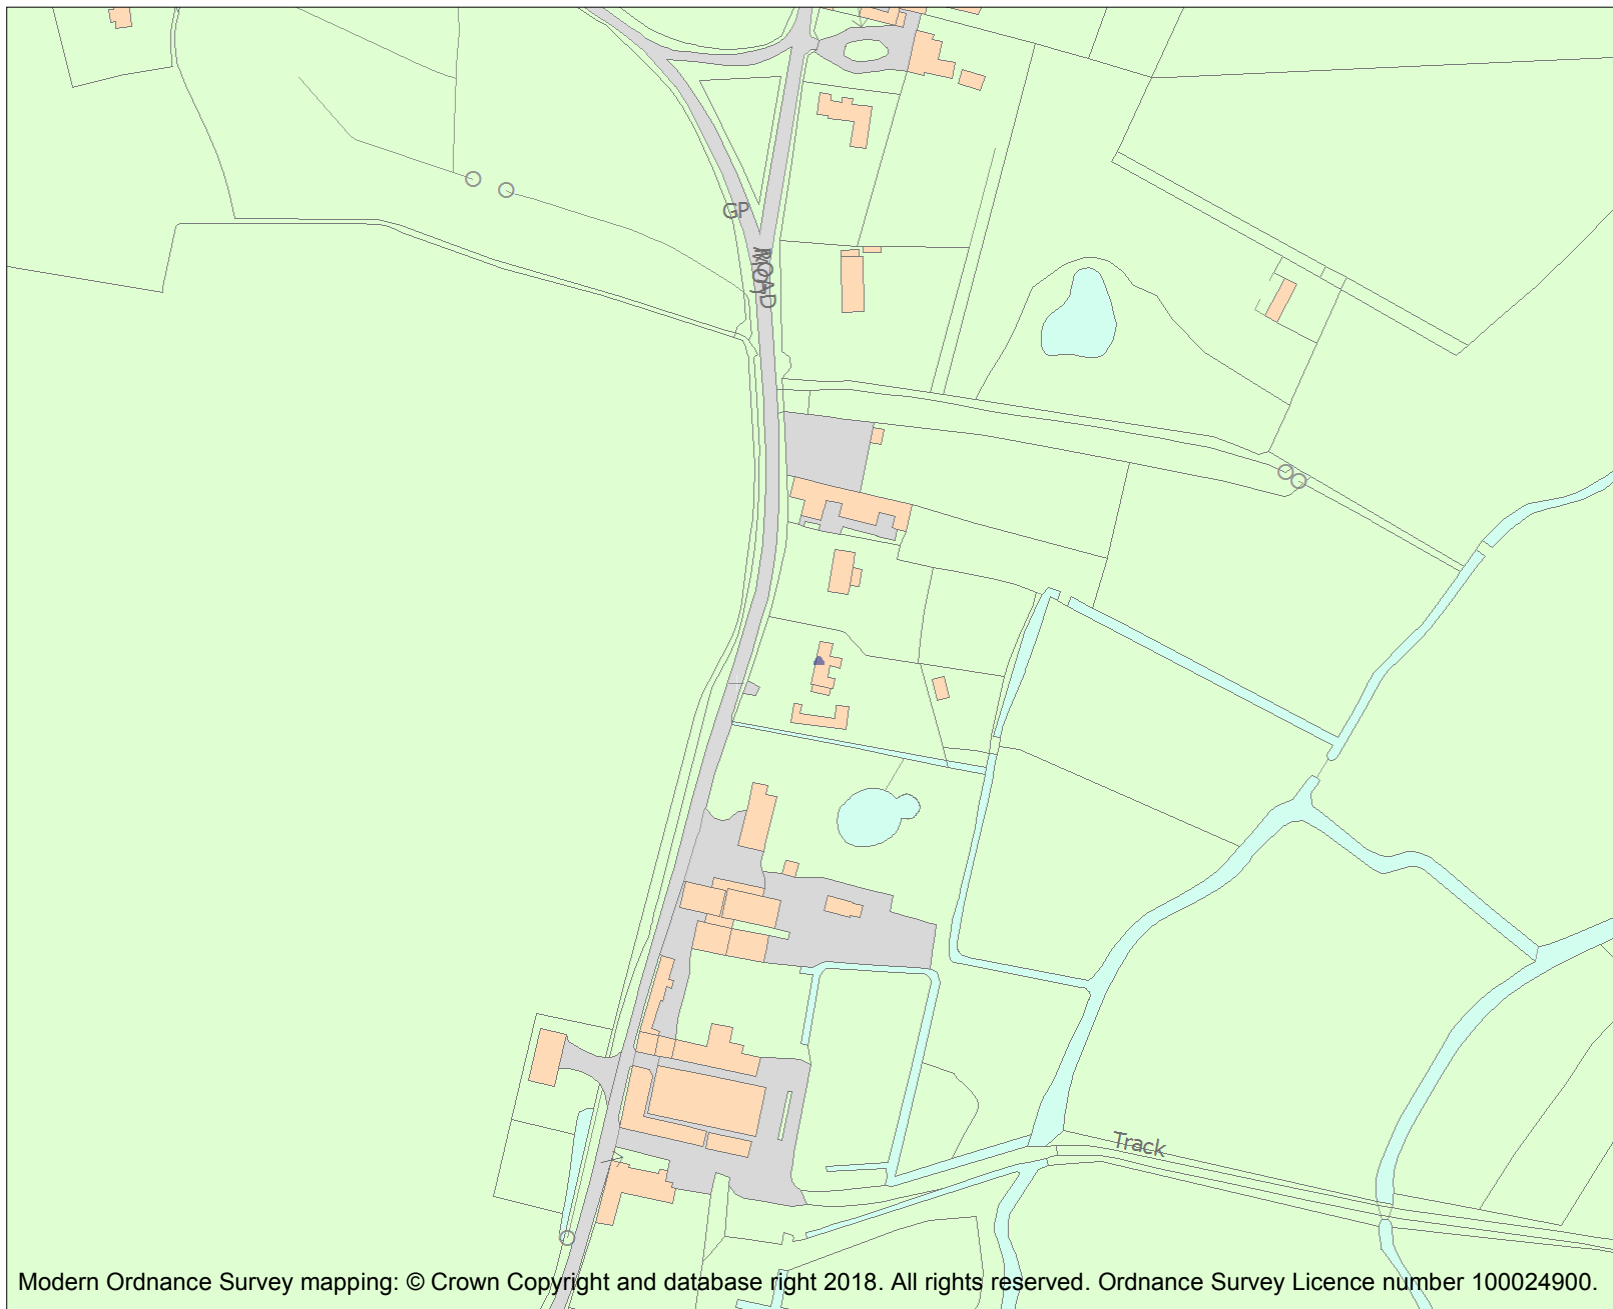 GP
ROAD
Track
Modern Ordnance Survey mapping: © Crown Copyright and database right 2018. All rights reserved. Ordnance Survey Licence number 100024900.